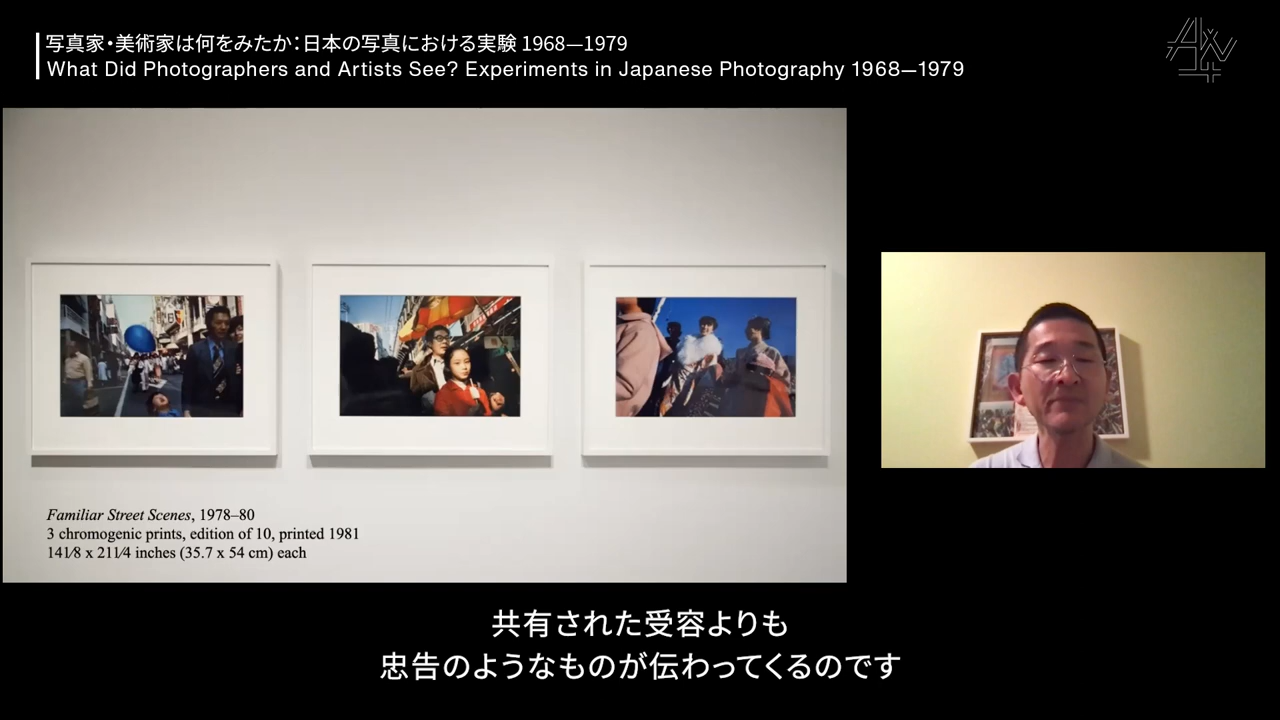 写真家・美術家は何をみたか：日本の写真における実験 1968—1979
What Did Photographers and Artists See? Experiments in Japanese Photography 1968—1979
Familiar Street Scenes, 1978–80
3 chromogenic prints, edition of 10, printed 1981
141⁄8 x 211⁄4 inches (35.7 x 54 cm) each
共有された受容よりも
忠告のようなものが伝わってくるのです